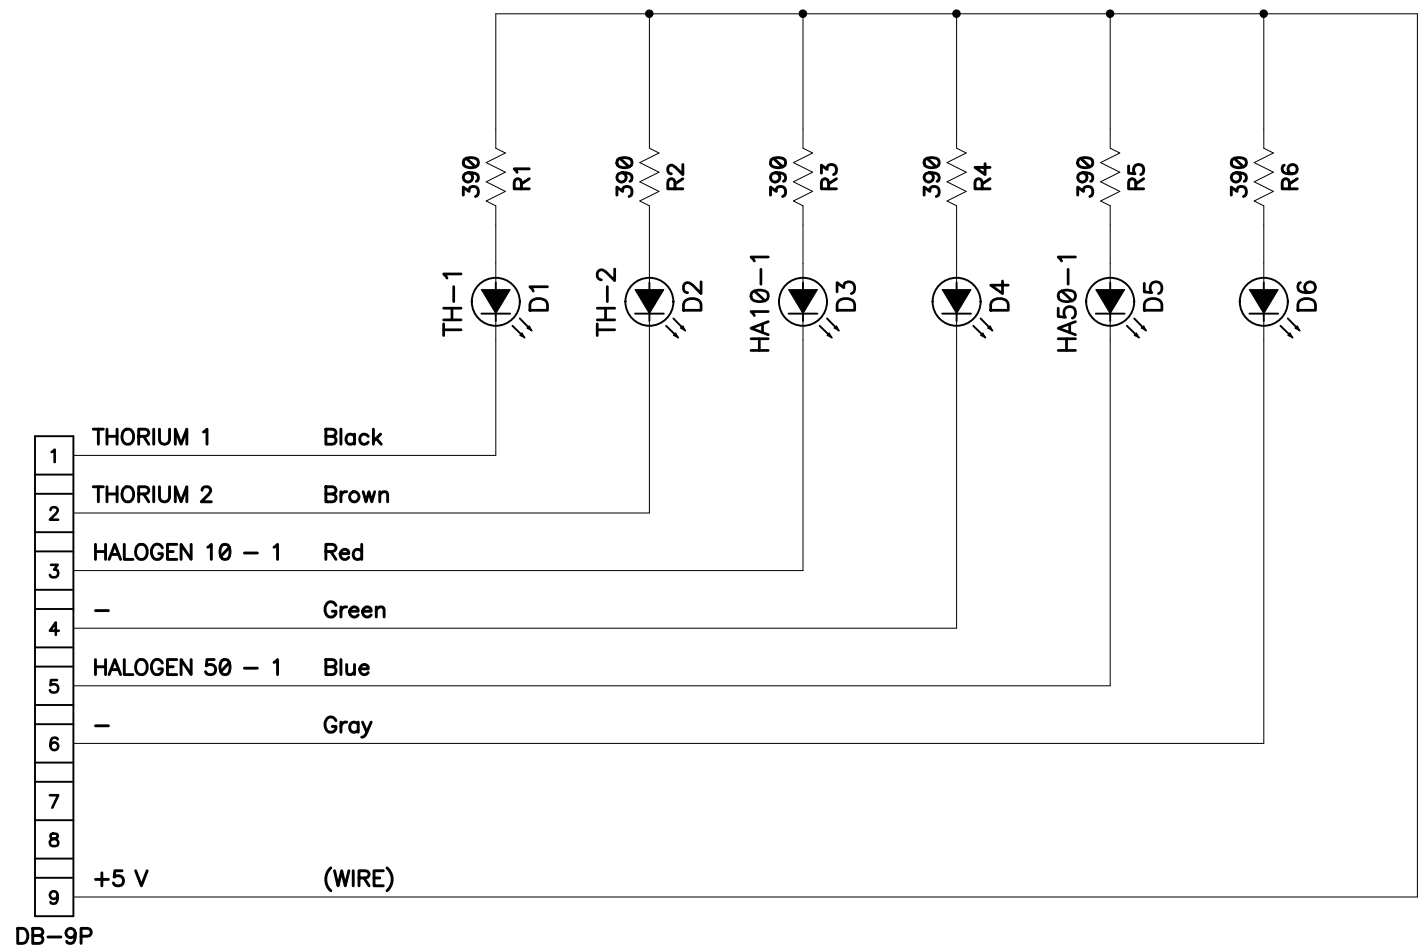 390
R1
390
R2
390
R3
390
R4
390
R5
390
R6
TH-1
D1
TH-2
D2
HA10-1
D3
D4
HA50-1
D5
D6
1 THORIUM 1 Black
2 THORIUM 2 Brown
3 HALOGEN 10 - 1 Red
4 - Green
5 HALOGEN 50 - 1 Blue
6 - Gray
7
8
9 +5 V (WIRE)
DB-9P